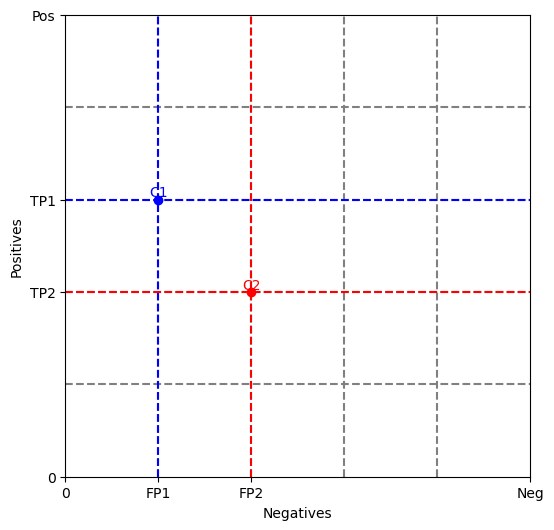 Pos
C1
TP1
C2
TP2
0
0 FP1 FP2 Neg
Negatives
Positives